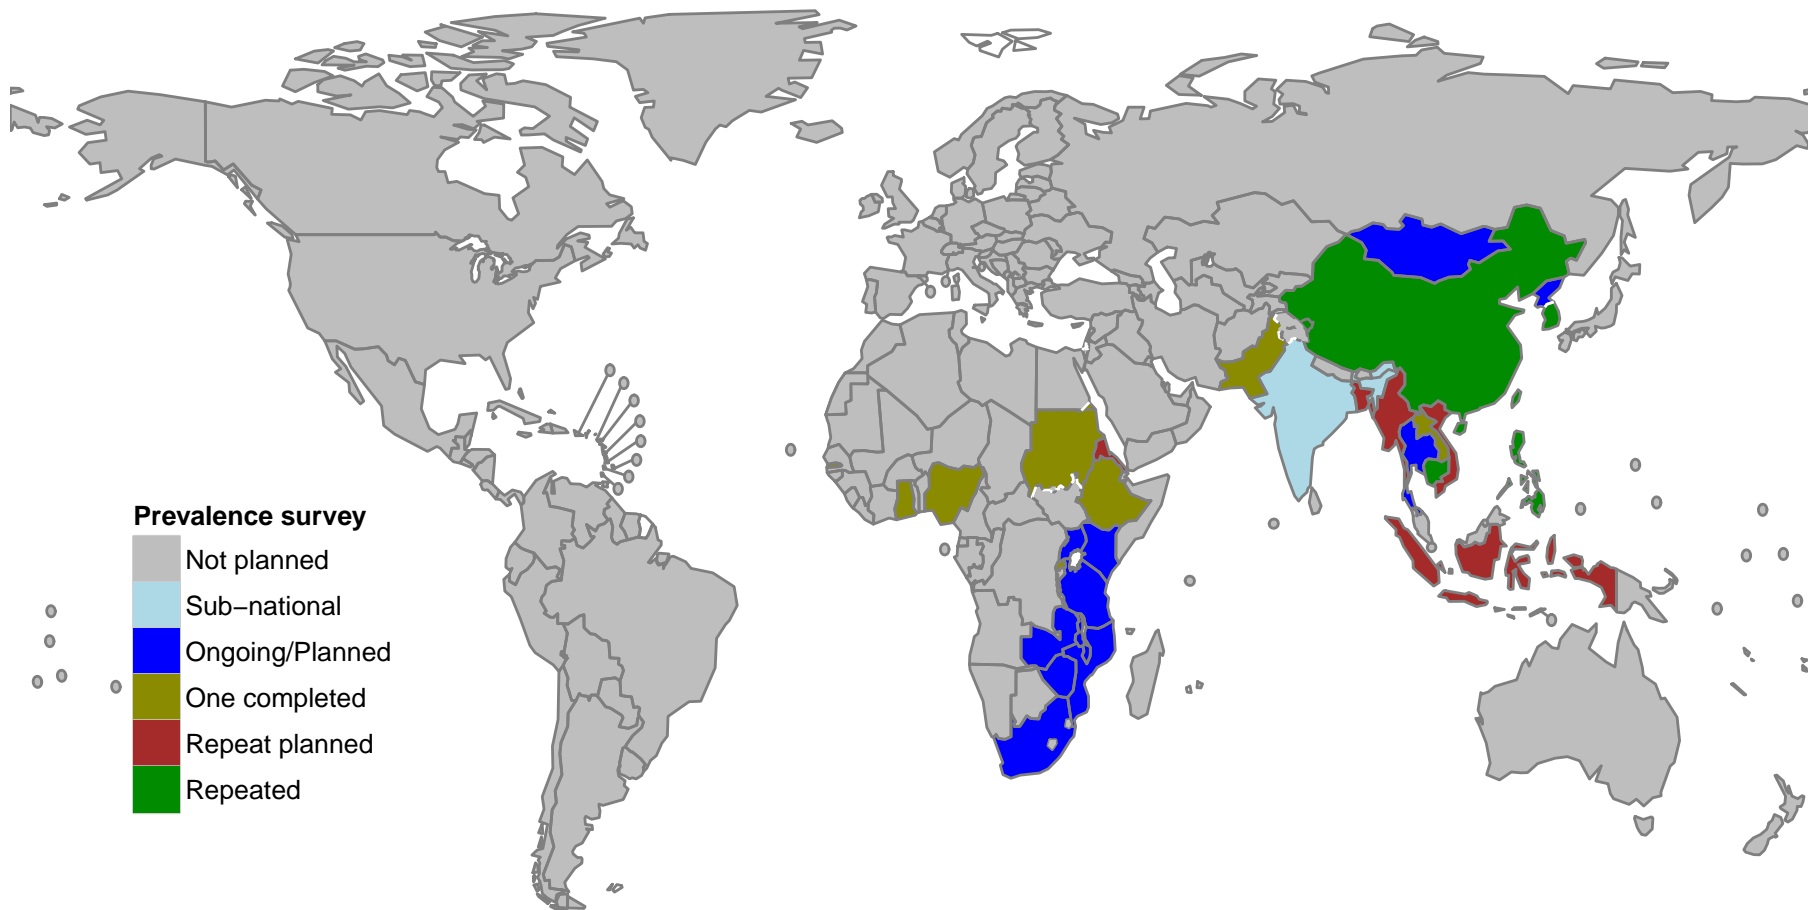 Prevalence survey
Not planned
Sub−national
Ongoing/Planned
One completed
Repeat planned
Repeated